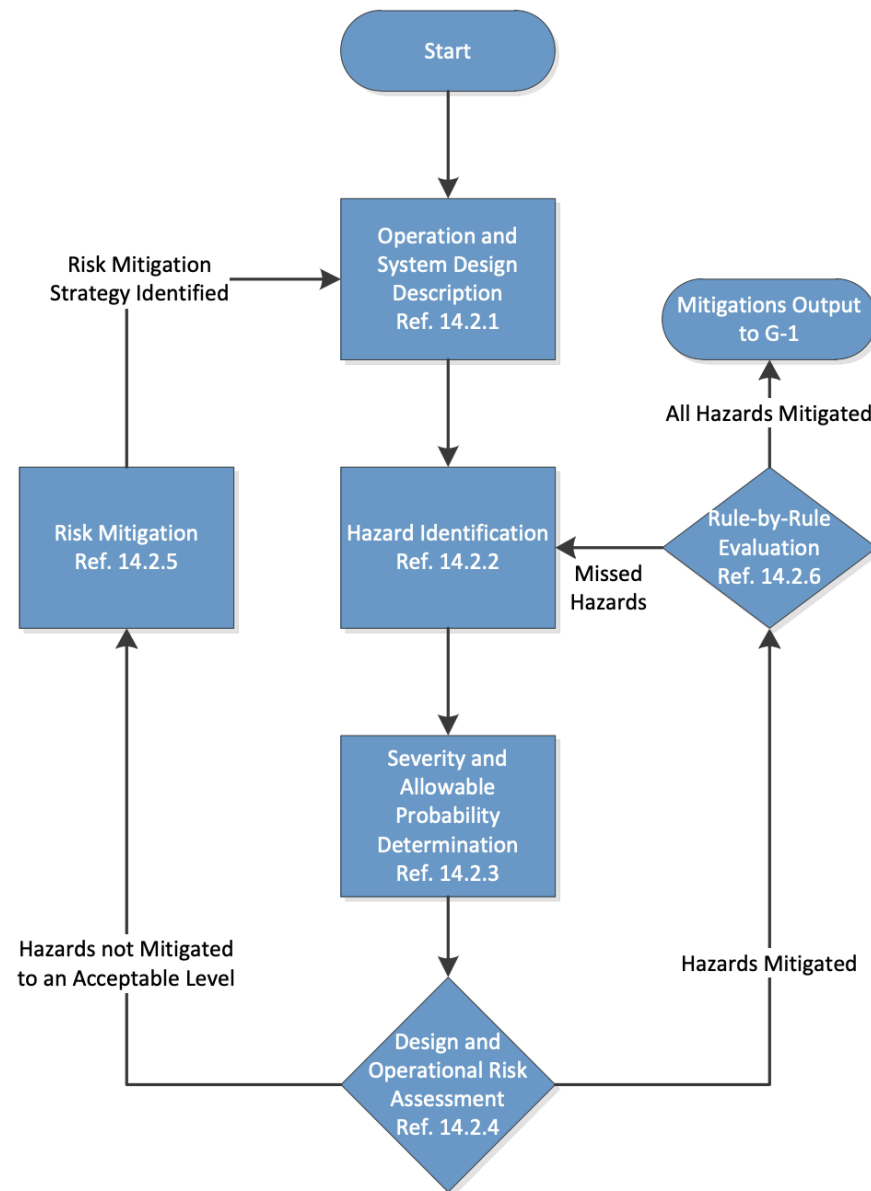 Start
Operation and
System Design
Description
Ref. 14.2.1
Risk Mitigation
Strategy Identified
Mitigations Output
to G-1
All Hazards Mitigated
Risk Mitigation
Ref. 14.2.5
Hazard Identification
Ref. 14.2.2
Rule-by-Rule
Evaluation
Ref. 14.2.6
Missed
Hazards
Severity and
Allowable
Probability
Determination
Ref. 14.2.3
Hazards not Mitigated
to an Acceptable Level
Hazards Mitigated
Design and
Operational Risk
Assessment
Ref. 14.2.4